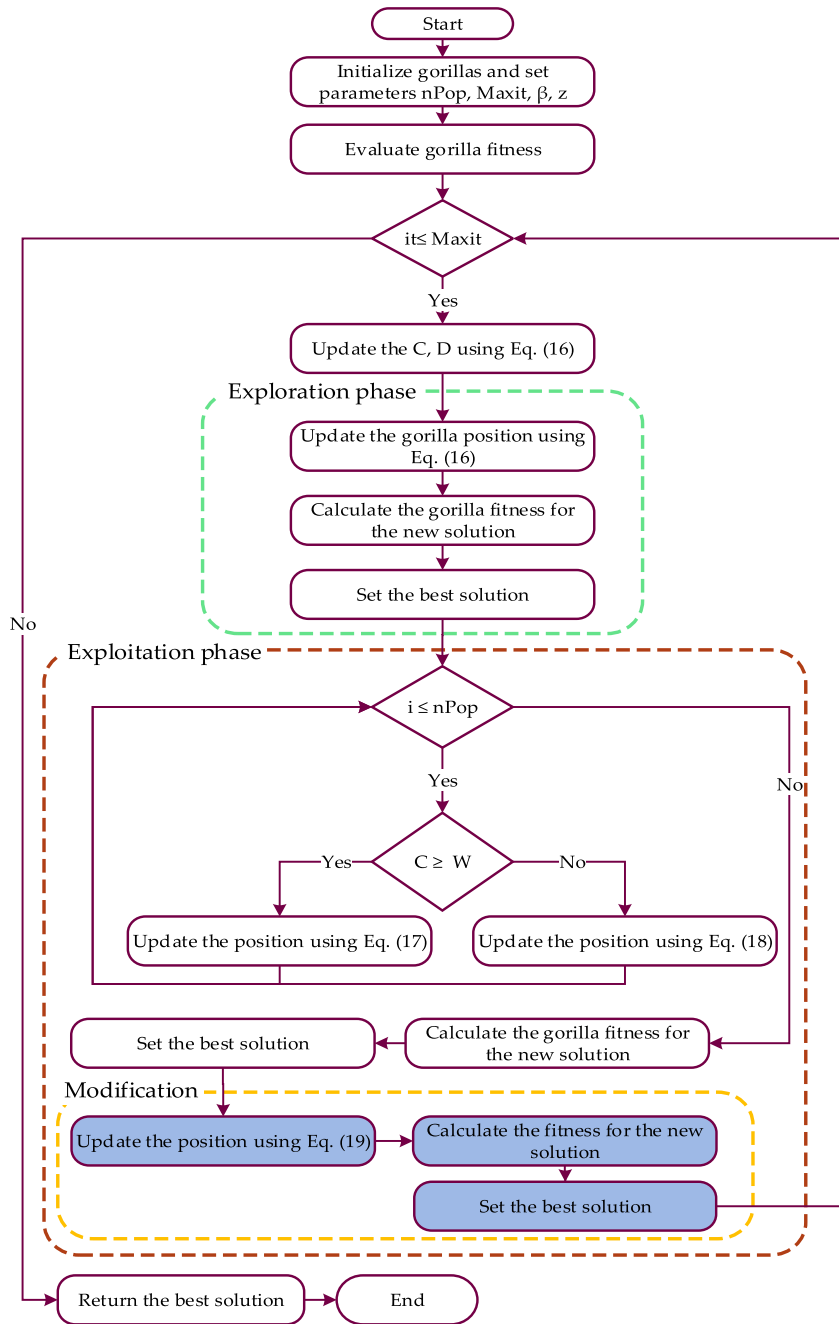 Start
Initialize gorillas and set
parameters nPop, Maxit, β, z
Evaluate gorilla fitness
it≤ Maxit
Yes
Update the C, D using Eq. (16)
Exploration phase
Update the gorilla position using
Eq. (16)
Calculate the gorilla fitness for
the new solution
Set the best solution
No
Exploitation phase
i ≤ nPop
Yes
No
C ≥ W
Yes
No
Update the position using Eq. (17)
Update the position using Eq. (18)
Set the best solution
Calculate the gorilla fitness for
the new solution
Modification
Update the position using Eq. (19)
Calculate the fitness for the new
solution
Set the best solution
Return the best solution
End